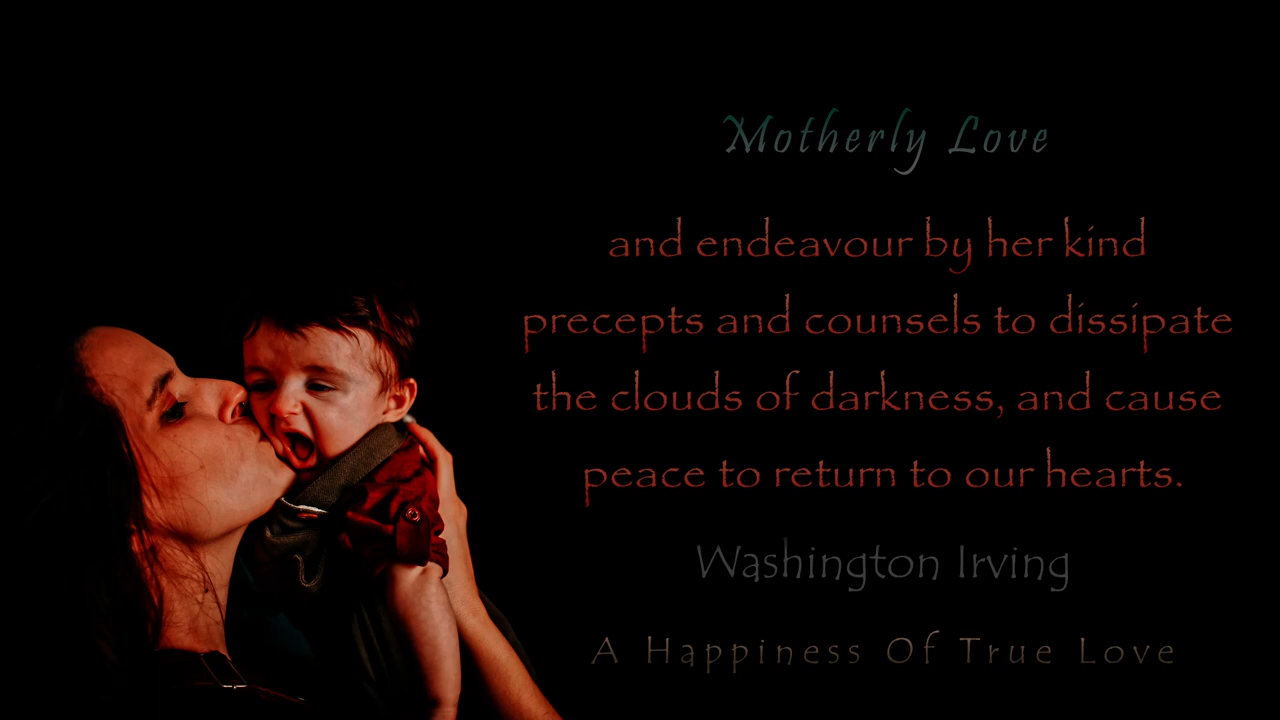 Motherly Love
and endeavour by her kind
precepts and counsels to dissipate
the clouds of darkness, and cause
peace to return to our hearts.
Washington Irving
A Happiness Of True Love